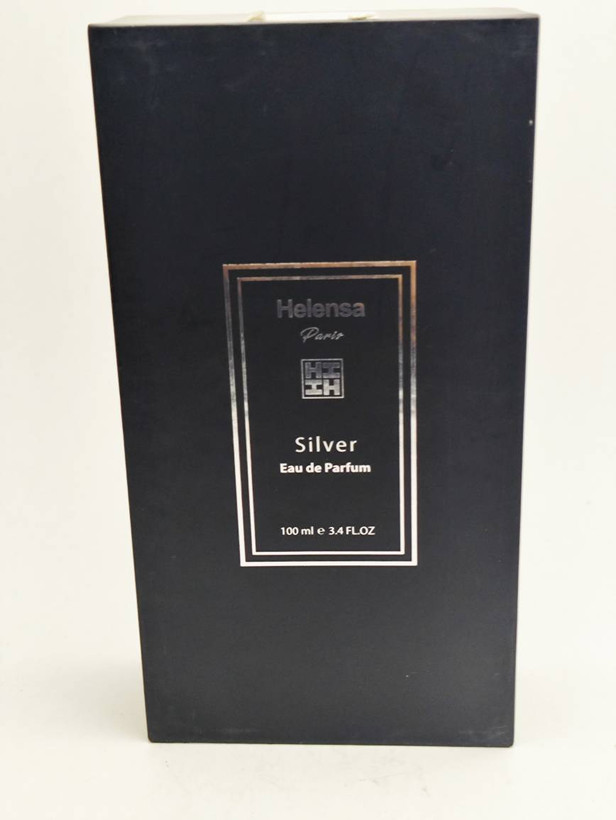 Helensa
Paris
Silver
Eau de Parfum
100 ml ℮ 3.4 FL.OZ